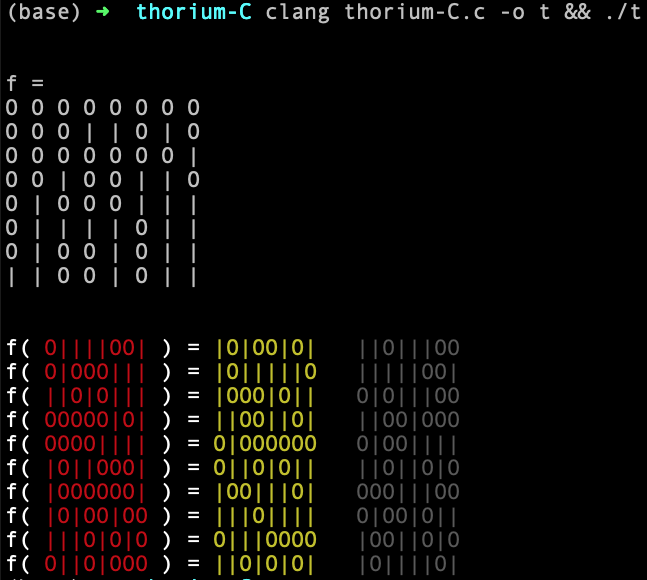 (base) ➜ thorium-C clang thorium-C.c -o t && ./t
f =
0 0 0 0 0 0 0 0
0 0 0 | | 0 | 0
0 0 0 0 0 0 0 |
0 0 | 0 0 | | 0
0 | 0 0 0 | | |
0 | | | | 0 | |
0 | 0 0 | 0 | |
| | 0 0 | 0 | |
f( 0||||00| ) = |0|00|0| ||0|||00
f( 0|000||| ) = |0|||||0 |||||00|
f( ||0|0||| ) = |000|0|| 0|0|||00
f( 00000|0| ) = ||00||0| ||00|000
f( 0000|||| ) = 0|000000 0|00||||
f( |0||000| ) = 0||0|0|| ||0||0|0
f( |000000| ) = |00|||0| 000|||00
f( |0|00|00 ) = |||0|||| 0|00|0||
f( |||0|0|0 ) = 0|||0000 |00||0|0
f( 0||0|000 ) = ||0|0|0| |0||||0|